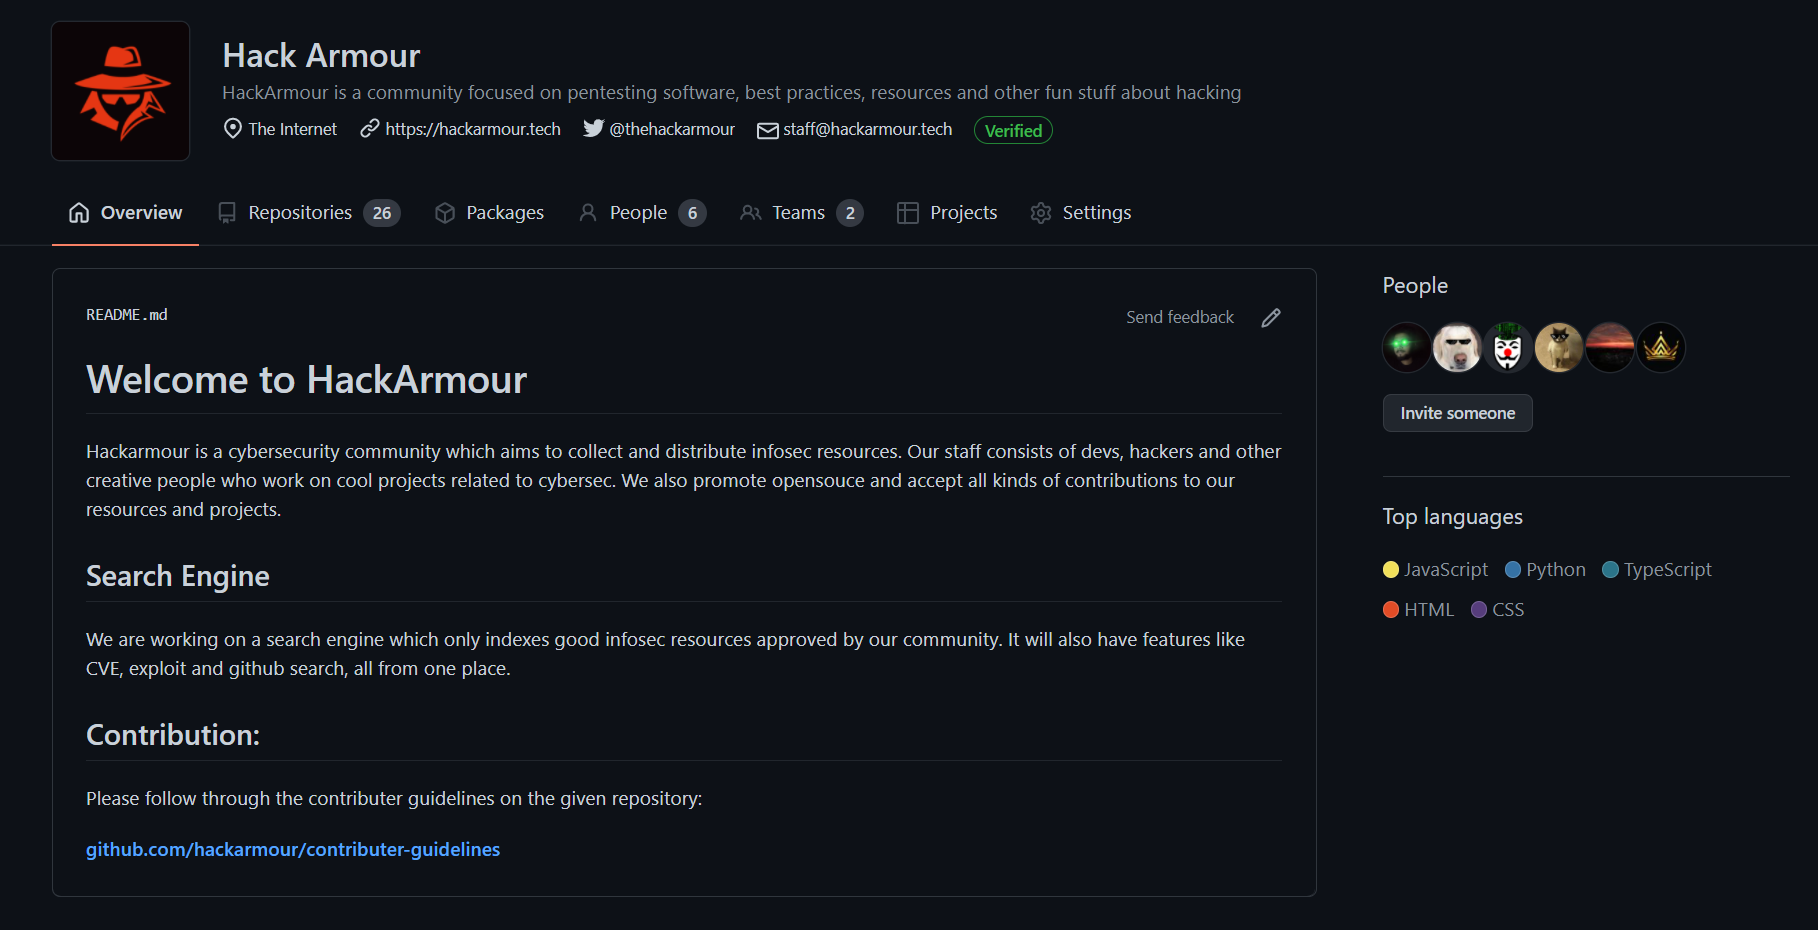 Hack Armour
HackArmour is a community focused on pentesting software, best practices, resources and other fun stuff about hacking
The Internet https://hackarmour.tech @thehackarmour staff@hackarmour.tech Verified
Overview Repositories 26 Packages People 6 Teams 2 Projects Settings
README.md Send feedback
Welcome to HackArmour
Hackarmour is a cybersecurity community which aims to collect and distribute infosec resources. Our staff consists of devs, hackers and other
creative people who work on cool projects related to cybersec. We also promote opensouce and accept all kinds of contributions to our
resources and projects.
Search Engine
We are working on a search engine which only indexes good infosec resources approved by our community. It will also have features like
CVE, exploit and github search, all from one place.
Contribution:
Please follow through the contributer guidelines on the given repository:
github.com/hackarmour/contributer-guidelines
People
Invite someone
Top languages
JavaScript Python TypeScript
HTML CSS